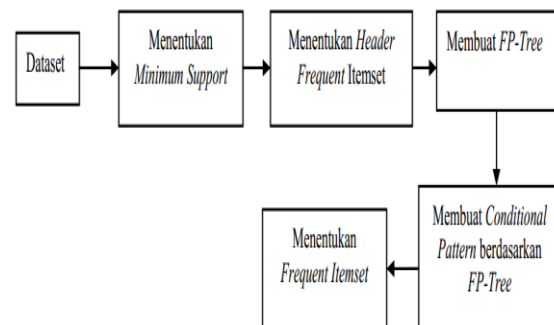 Dataset
Menentukan
Minimum Support
Menentukan Header
Frequent Itemset
Membuat FP-Tree
Membuat Conditional
Pattern berdasarkan
FP-Tree
Menentukan
Frequent Itemset